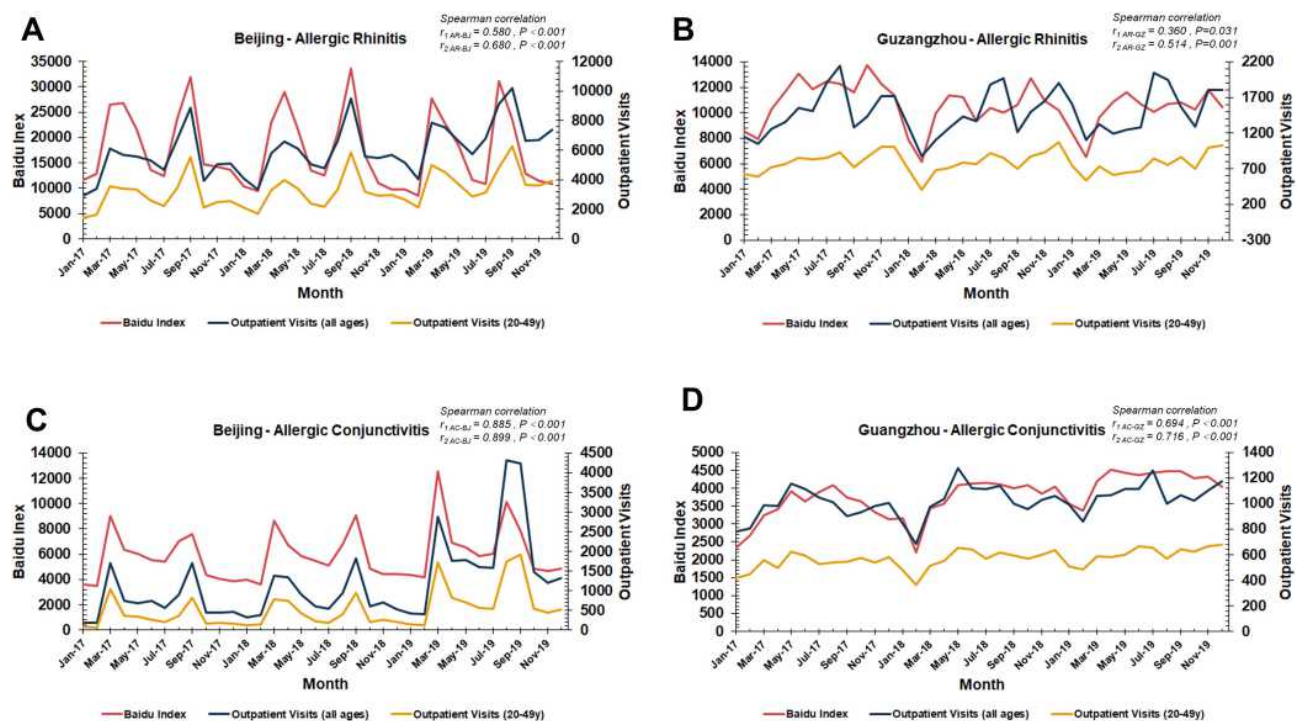 A
Beijing - Allergic Rhinitis
Spearman correlation
r1 AR-BJ = 0.580 , P <0.001
r2 AR-BJ = 0.680 , P <0.001
Baidu Inex
35000
30000
25000
20000
15000
10000
5000
0
12000
10000
8000
6000
4000
2000
0
Outpatient Visits
Jan-17
Mar-17
May-17
Jul-17
Sep-17
Nov-17
Jan-18
Mar-18
May-18
Jul-18
Sep-18
Nov-18
Jan-19
Mar-19
May-19
Jul-19
Sep-19
Nov-19
Month
Baidu Index Outpatient Visits (all ages) Outpatient Visits (20-49y)
B
Guzangzhou - Allergic Rhinitis
Spearman correlation
r1 AR-GZ = 0.360 , P=0.031
r2 AR-GZ = 0.514 , P=0.001
Baidu Index
14000
12000
10000
8000
6000
4000
2000
0
2200
1700
1200
700
200
-300
Outpatient Visits
Jan-17
Mar-17
May-17
Jul-17
Sep-17
Nov-17
Jan-18
Mar-18
May-18
Jul-18
Sep-18
Nov-18
Jan-19
Mar-19
May-19
Jul-19
Sep-19
Nov-19
Month
Baidu Index Outpatient Visits (all ages) Outpatient Visits (20-49y)
C
Beijing - Allergic Conjunctivitis
Spearman correlation
r1 AC-BJ = 0.885 , P <0.001
r2 AC-BJ = 0.899 , P <0.001
Baidu Inex
14000
12000
10000
8000
6000
4000
2000
0
4500
4000
3500
3000
2500
2000
1500
1000
500
0
Outpatient Visits
Jan-17
Mar-17
May-17
Jul-17
Sep-17
Nov-17
Jan-18
Mar-18
May-18
Jul-18
Sep-18
Nov-18
Jan-19
Mar-19
May-19
Jul-19
Sep-19
Nov-19
Month
Baidu Index Outpatient Visits (all ages) Outpatient Visits (20-49y)
D
Guangzhou - Allergic Conjunctivitis
Spearman correlation
r1 AC-GZ = 0.694 , P <0.001
r2 AC-GZ = 0.716 , P <0.001
Baidu Index
5000
4500
4000
3500
3000
2500
2000
1500
1000
500
0
1400
1200
1000
800
600
400
200
0
Outpatient Visits
Jan-17
Mar-17
May-17
Jul-17
Sep-17
Nov-17
Jan-18
Mar-18
May-18
Jul-18
Sep-18
Nov-18
Jan-19
Mar-19
May-19
Jul-19
Sep-19
Nov-19
Month
Baidu Index Outpatient Visits (all ages) Outpatient Visits (20-49y)